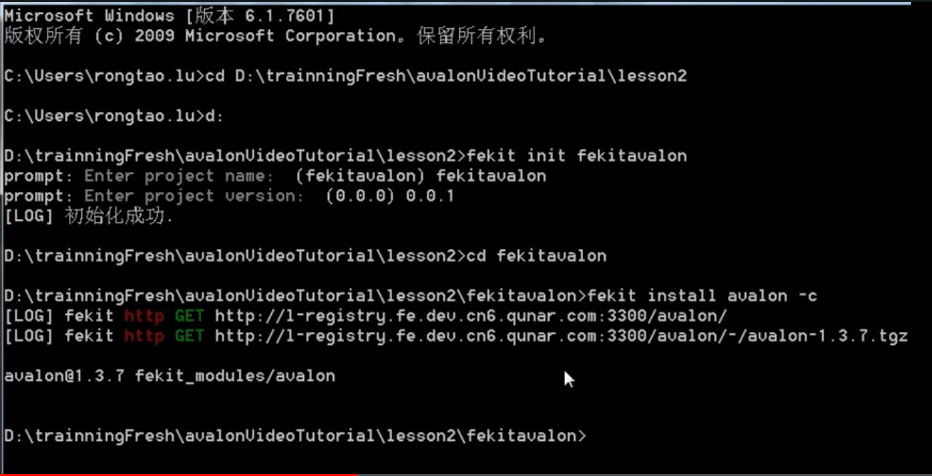 Microsoft Windows [版本 6.1.7601]
版权所有 (c) 2009 Microsoft Corporation。保留所有权利。
C:\Users\rongtao.lu>cd D:\trainningFresh\avalonVideoTutorial\lesson2
C:\Users\rongtao.lu>d:
D:\trainningFresh\avalonVideoTutorial\lesson2>fekit init fekitavalon
prompt: Enter project name:  (fekitavalon) fekitavalon
prompt: Enter project version:  (0.0.0) 0.0.1
[LOG] 初始化成功.
D:\trainningFresh\avalonVideoTutorial\lesson2>cd fekitavalon
D:\trainningFresh\avalonVideoTutorial\lesson2\fekitavalon>fekit install avalon -c
[LOG] fekit http GET http://l-registry.fe.dev.cn6.qunar.com:3300/avalon/
[LOG] fekit http GET http://l-registry.fe.dev.cn6.qunar.com:3300/avalon/-/avalon-1.3.7.tgz
avalon@1.3.7 fekit_modules/avalon
D:\trainningFresh\avalonVideoTutorial\lesson2\fekitavalon>